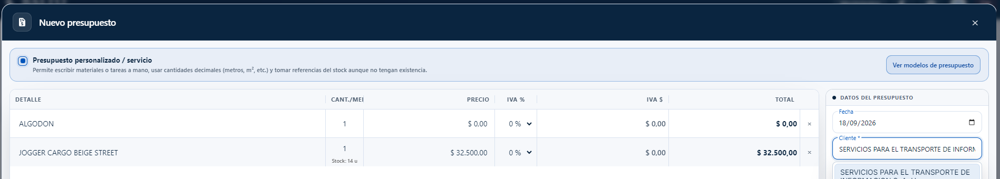 Nuevo presupuesto
Presupuesto personalizado / servicio
Permite escribir materiales o tareas a mano, usar cantidades decimales (metros, m², etc.) y tomar referencias del stock aunque no tengan existencia.
Ver modelos de presupuesto
DETALLE CANT./MEI PRECIO IVA % IVA $ TOTAL
ALGODON 1 $ 0,00 0 % $ 0,00 $ 0,00
JOGGER CARGO BEIGE STREET 1 $ 32.500,00 0 % $ 0,00 $ 32.500,00
Stock: 14 u
DATOS DEL PRESUPUESTO
Fecha
18/09/2026
Cliente *
SERVICIOS PARA EL TRANSPORTE DE INFORM
SERVICIOS PARA EL TRANSPORTE DE